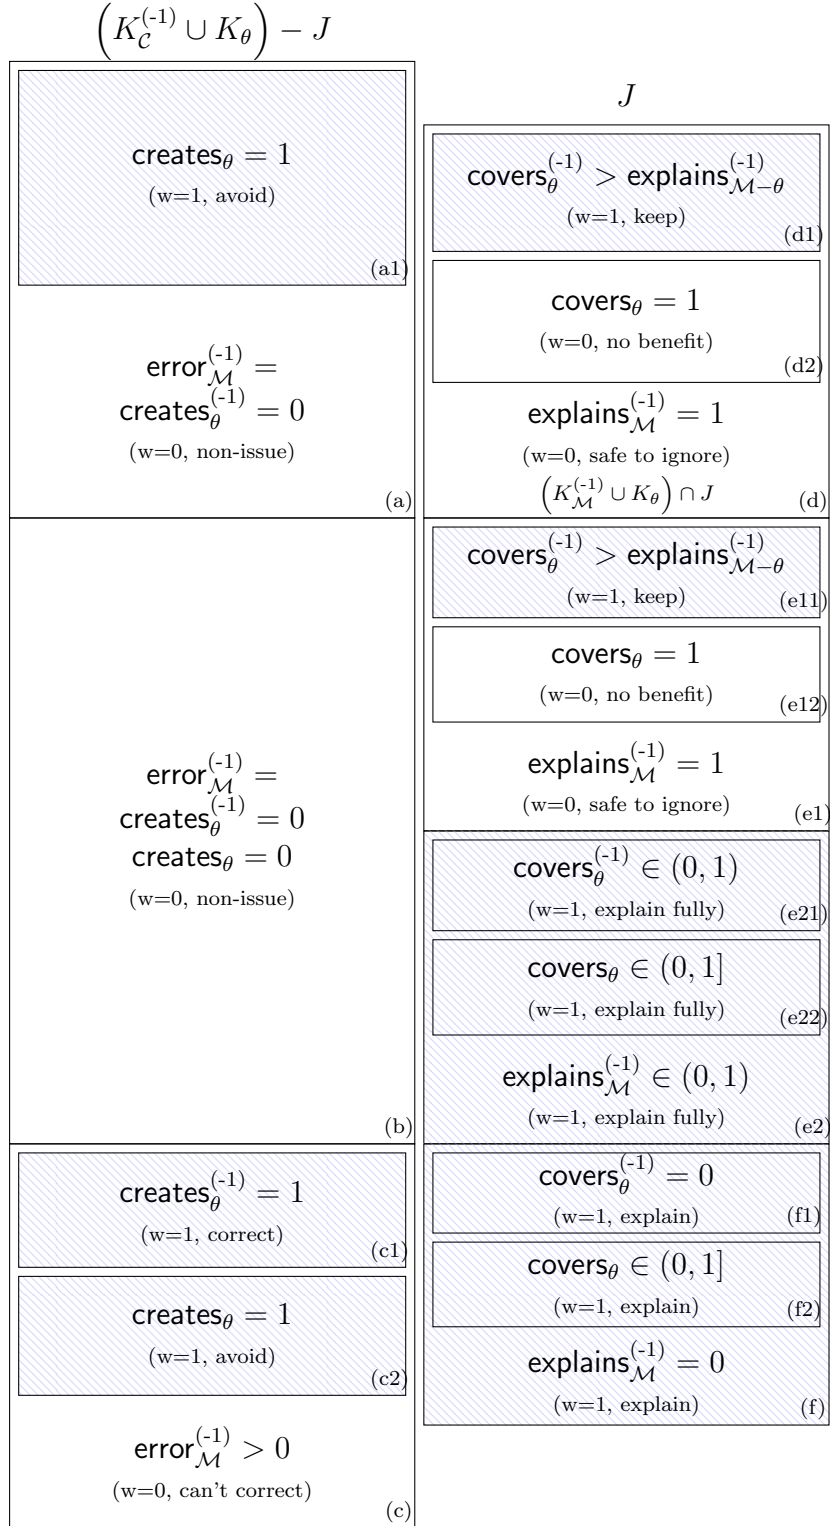 (K_C^(-1) ∪ K_θ) − J
creates_θ = 1
(w=1, avoid)
(a1)
error_M^(-1) =
creates_θ^(-1) = 0
(w=0, non-issue)
(a)
error_M^(-1) =
creates_θ^(-1) = 0
creates_θ = 0
(w=0, non-issue)
(b)
creates_θ^(-1) = 1
(w=1, correct)
(c1)
creates_θ = 1
(w=1, avoid)
(c2)
error_M^(-1) > 0
(w=0, can't correct)
(c)
J
covers_θ^(-1) > explains_{M−θ}^(-1)
(w=1, keep)
(d1)
covers_θ = 1
(w=0, no benefit)
(d2)
explains_M^(-1) = 1
(w=0, safe to ignore)
(K_M^(-1) ∪ K_θ) ∩ J
(d)
covers_θ^(-1) > explains_{M−θ}^(-1)
(w=1, keep)
(e11)
covers_θ = 1
(w=0, no benefit)
(e12)
explains_M^(-1) = 1
(w=0, safe to ignore)
(e1)
covers_θ^(-1) ∈ (0, 1)
(w=1, explain fully)
(e21)
covers_θ ∈ (0, 1]
(w=1, explain fully)
(e22)
explains_M^(-1) ∈ (0, 1)
(w=1, explain fully)
(e2)
covers_θ^(-1) = 0
(w=1, explain)
(f1)
covers_θ ∈ (0, 1]
(w=1, explain)
(f2)
explains_M^(-1) = 0
(w=1, explain)
(f)